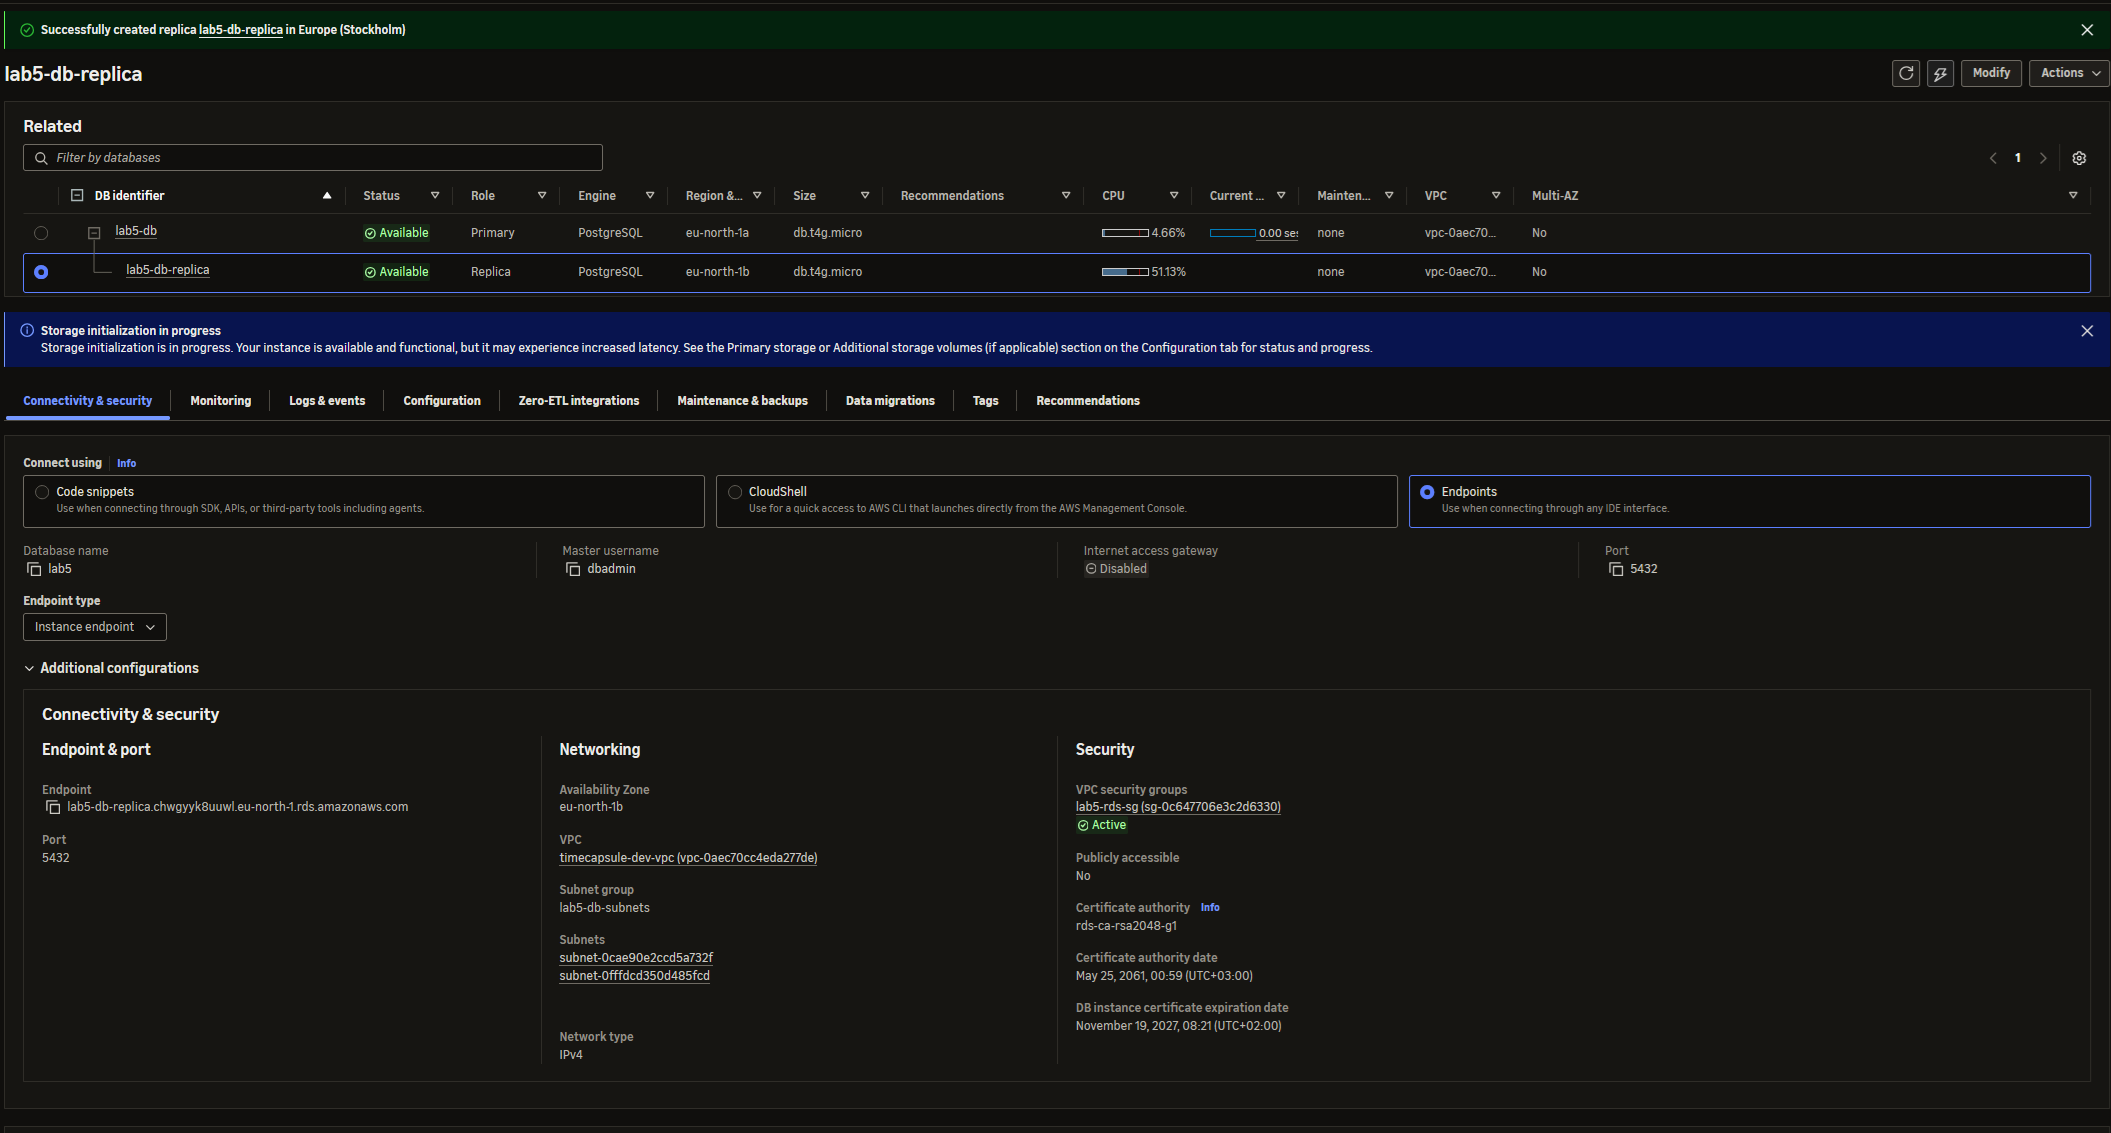 Successfully created replica lab5-db-replica in Europe (Stockholm)
lab5-db-replica
Modify
Actions
Related
Filter by databases
1
DB identifier Status Role Engine Region &... Size Recommendations CPU Current ... Mainten... VPC Multi-AZ
lab5-db Available Primary PostgreSQL eu-north-1a db.t4g.micro 4.66% 0.00 ses none vpc-0aec70... No
lab5-db-replica Available Replica PostgreSQL eu-north-1b db.t4g.micro 51.13% none vpc-0aec70... No
Storage initialization in progress
Storage initialization is in progress. Your instance is available and functional, but it may experience increased latency. See the Primary storage or Additional storage volumes (if applicable) section on the Configuration tab for status and progress.
Connectivity & security Monitoring Logs & events Configuration Zero-ETL integrations Maintenance & backups Data migrations Tags Recommendations
Connect using Info
Code snippets
Use when connecting through SDK, APIs, or third-party tools including agents.
CloudShell
Use for a quick access to AWS CLI that launches directly from the AWS Management Console.
Endpoints
Use when connecting through any IDE interface.
Database name
lab5
Master username
dbadmin
Internet access gateway
Disabled
Port
5432
Endpoint type
Instance endpoint
Additional configurations
Connectivity & security
Endpoint & port
Endpoint
lab5-db-replica.chwgyyk8uuwl.eu-north-1.rds.amazonaws.com
Port
5432
Networking
Availability Zone
eu-north-1b
VPC
timecapsule-dev-vpc (vpc-0aec70cc4eda277de)
Subnet group
lab5-db-subnets
Subnets
subnet-0cae90e2ccd5a732f
subnet-0fffdcd350d485fcd
Network type
IPv4
Security
VPC security groups
lab5-rds-sg (sg-0c647706e3c2d6330)
Active
Publicly accessible
No
Certificate authority Info
rds-ca-rsa2048-g1
Certificate authority date
May 25, 2061, 00:59 (UTC+03:00)
DB instance certificate expiration date
November 19, 2027, 08:21 (UTC+02:00)